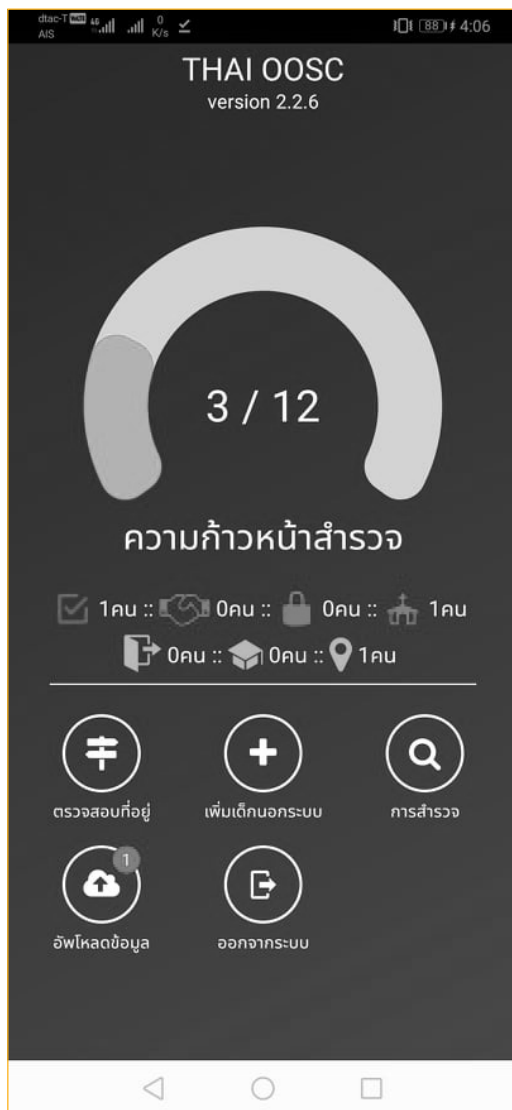 dtac-T VoLTE 4G 0 88 4:06
AIS K/s
THAI OOSC
version 2.2.6
3 / 12
ความก้าวหน้าสำรวจ
1คน :: 0คน :: 0คน :: 1คน
0คน :: 0คน :: 1คน
ตรวจสอบที่อยู่ เพิ่มเด็กนอกระบบ การสำรวจ
1
อัพโหลดข้อมูล ออกจากระบบ